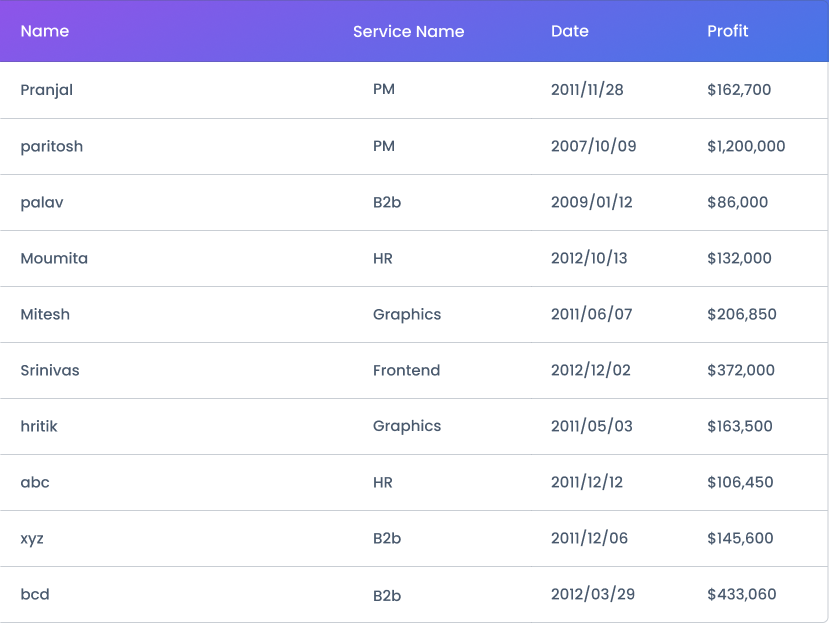 Name Service Name Date Profit
Pranjal PM 2011/11/28 $162,700
paritosh PM 2007/10/09 $1,200,000
palav B2b 2009/01/12 $86,000
Moumita HR 2012/10/13 $132,000
Mitesh Graphics 2011/06/07 $206,850
Srinivas Frontend 2012/12/02 $372,000
hritik Graphics 2011/05/03 $163,500
abc HR 2011/12/12 $106,450
xyz B2b 2011/12/06 $145,600
bcd B2b 2012/03/29 $433,060